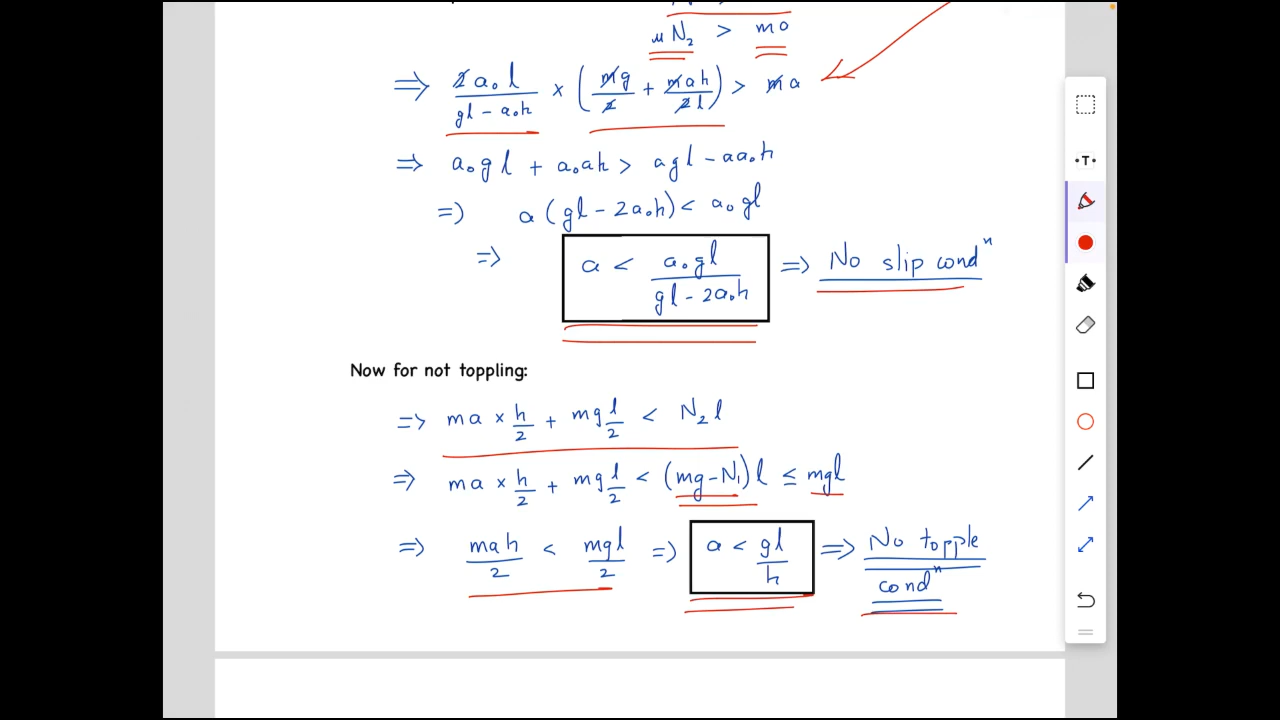 μN₂ > ma
⇒ 2a₀l / (gl − a₀h) × (mg/2 + mah/2l) > ma
⇒ a₀gl + a₀ah > agl − aa₀h
⇒ a(gl − 2a₀h) < a₀gl
⇒ a < a₀gl / (gl − 2a₀h) ⇒ No slip condⁿ
Now for not toppling:
⇒ ma × h/2 + mg l/2 < N₂l
⇒ ma × h/2 + mg l/2 < (mg−N₁)l ≤ mgl
⇒ mah/2 < mgl/2 ⇒ a < gl/h ⇒ No topple
condⁿ
T